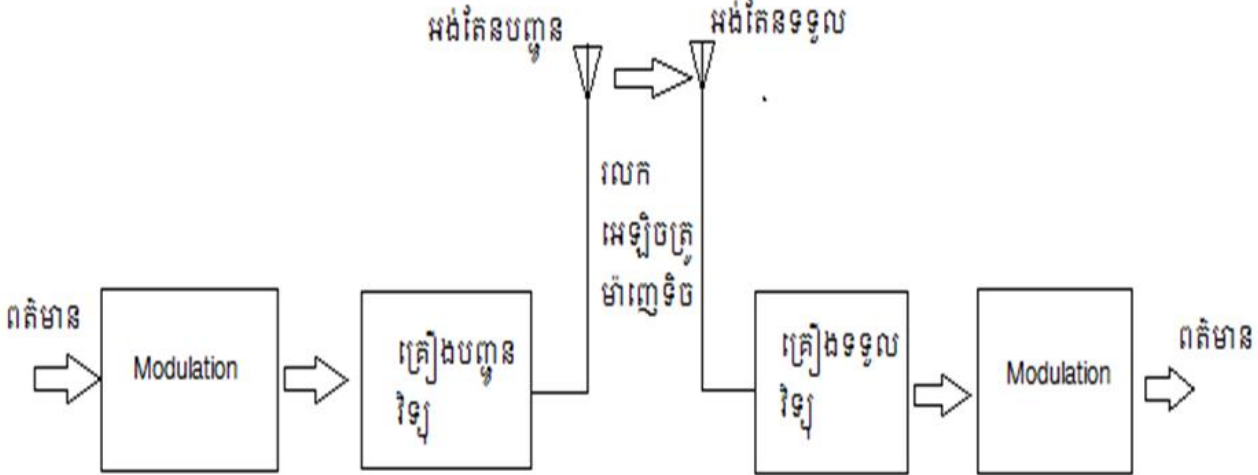 អង់តែនបញ្ជូន
អង់តែនទទួល
រលក
អេឡិចត្រូ
ម៉ាញេទិច
ពត៌មាន
Modulation
គ្រឿងបញ្ជូន
វិទ្យុ
គ្រឿងទទួល
វិទ្យុ
Modulation
ពត៌មាន